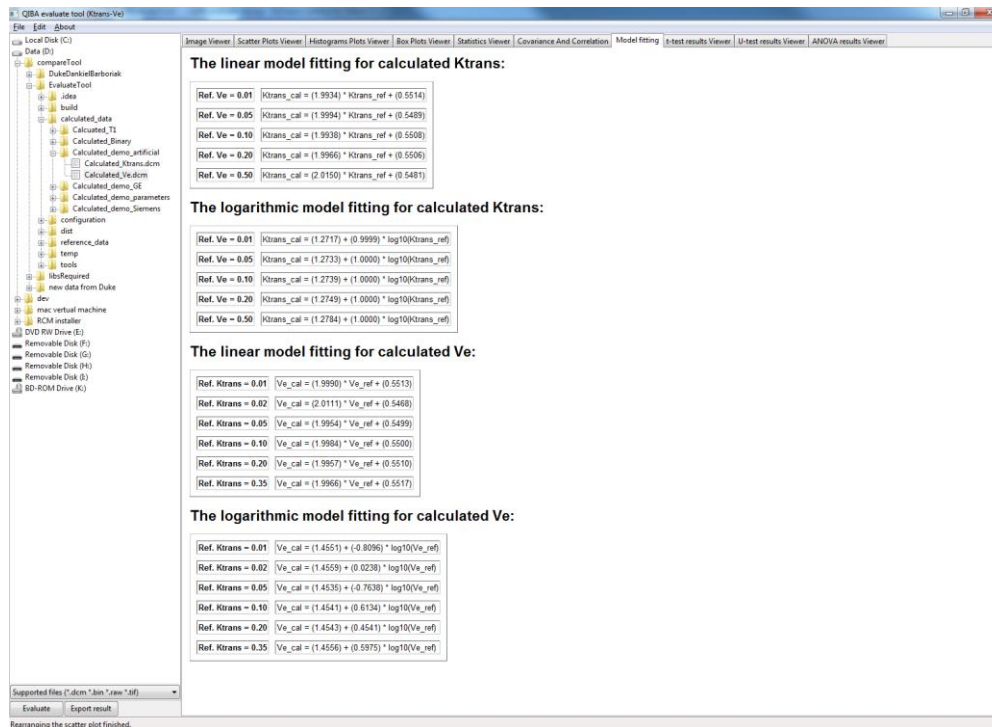 QIBA evaluate tool (Ktrans-Ve)
File Edit About
Local Disk (C:)
Data (D:)
compareTool
DukeDankielBarboriak
EvaluateTool
.idea
build
calculated_data
Calcuated_T1
Calculated_Binary
Calculated_demo_artificial
Calculated_Ktrans.dcm
Calculated_Ve.dcm
Calculated_demo_GE
Calculated_demo_parameters
Calculated_demo_Siemens
configuration
dist
reference_data
temp
tools
libsRequired
new data from Duke
dev
mac vertual machine
RCM installer
DVD RW Drive (E:)
Removable Disk (F:)
Removable Disk (G:)
Removable Disk (H:)
Removable Disk (I:)
BD-ROM Drive (K:)
Supported files (*.dcm *.bin *.raw *.tif)
Evaluate Export result
Rearranging the scatter plot finished.
Image Viewer Scatter Plots Viewer Histograms Plots Viewer Box Plots Viewer Statistics Viewer Covariance And Correlation Model fitting t-test results Viewer U-test results Viewer ANOVA results Viewer
The linear model fitting for calculated Ktrans:
Ref. Ve = 0.01 Ktrans_cal = (1.9934) * Ktrans_ref + (0.5514)
Ref. Ve = 0.05 Ktrans_cal = (1.9994) * Ktrans_ref + (0.5489)
Ref. Ve = 0.10 Ktrans_cal = (1.9938) * Ktrans_ref + (0.5508)
Ref. Ve = 0.20 Ktrans_cal = (1.9966) * Ktrans_ref + (0.5506)
Ref. Ve = 0.50 Ktrans_cal = (2.0150) * Ktrans_ref + (0.5481)
The logarithmic model fitting for calculated Ktrans:
Ref. Ve = 0.01 Ktrans_cal = (1.2717) + (0.9999) * log10(Ktrans_ref)
Ref. Ve = 0.05 Ktrans_cal = (1.2733) + (1.0000) * log10(Ktrans_ref)
Ref. Ve = 0.10 Ktrans_cal = (1.2739) + (1.0000) * log10(Ktrans_ref)
Ref. Ve = 0.20 Ktrans_cal = (1.2749) + (1.0000) * log10(Ktrans_ref)
Ref. Ve = 0.50 Ktrans_cal = (1.2784) + (1.0000) * log10(Ktrans_ref)
The linear model fitting for calculated Ve:
Ref. Ktrans = 0.01 Ve_cal = (1.9990) * Ve_ref + (0.5513)
Ref. Ktrans = 0.02 Ve_cal = (2.0111) * Ve_ref + (0.5468)
Ref. Ktrans = 0.05 Ve_cal = (1.9954) * Ve_ref + (0.5499)
Ref. Ktrans = 0.10 Ve_cal = (1.9984) * Ve_ref + (0.5500)
Ref. Ktrans = 0.20 Ve_cal = (1.9957) * Ve_ref + (0.5510)
Ref. Ktrans = 0.35 Ve_cal = (1.9966) * Ve_ref + (0.5517)
The logarithmic model fitting for calculated Ve:
Ref. Ktrans = 0.01 Ve_cal = (1.4551) + (-0.8096) * log10(Ve_ref)
Ref. Ktrans = 0.02 Ve_cal = (1.4559) + (0.0238) * log10(Ve_ref)
Ref. Ktrans = 0.05 Ve_cal = (1.4535) + (-0.7638) * log10(Ve_ref)
Ref. Ktrans = 0.10 Ve_cal = (1.4541) + (0.6134) * log10(Ve_ref)
Ref. Ktrans = 0.20 Ve_cal = (1.4543) + (0.4541) * log10(Ve_ref)
Ref. Ktrans = 0.35 Ve_cal = (1.4556) + (0.5975) * log10(Ve_ref)